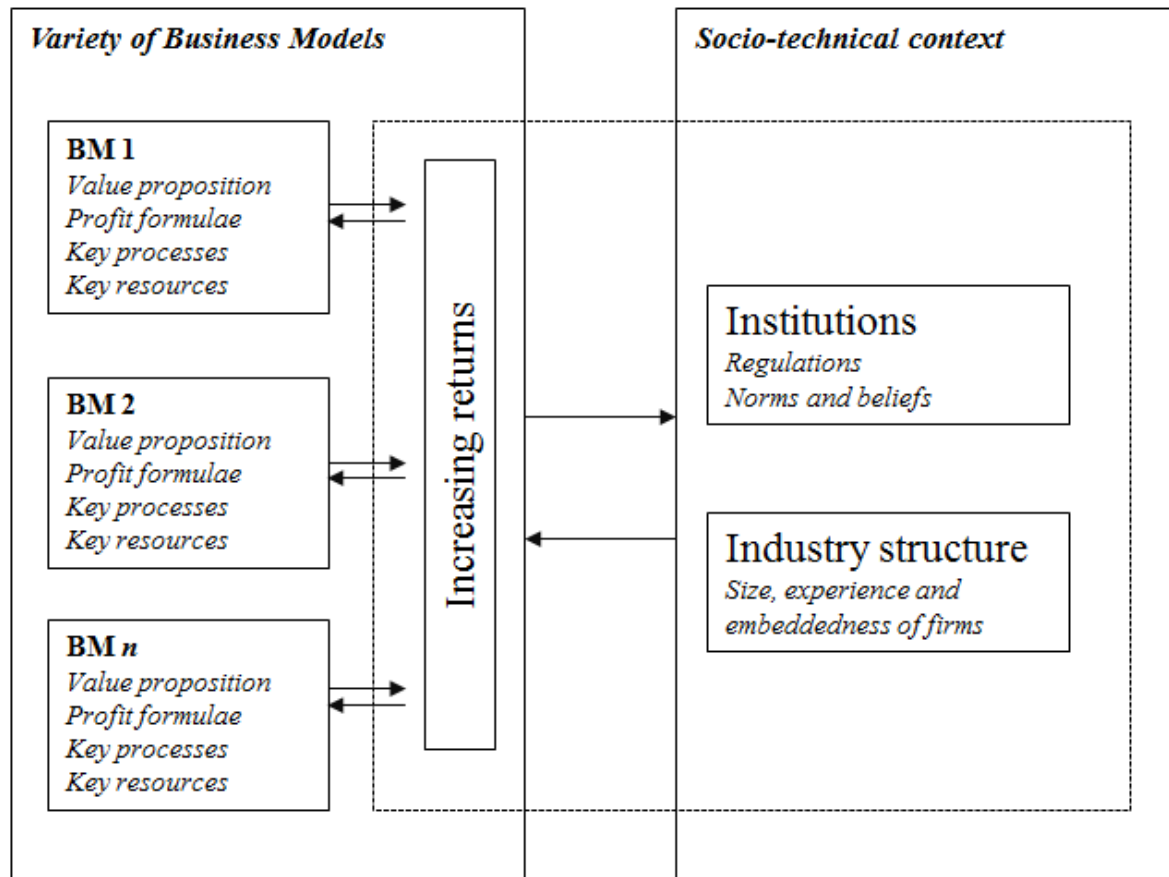 Variety of Business Models
BM 1
Value proposition
Profit formulae
Key processes
Key resources
BM 2
Value proposition
Profit formulae
Key processes
Key resources
BM n
Value proposition
Profit formulae
Key processes
Key resources
Increasing returns
Socio-technical context
Institutions
Regulations
Norms and beliefs
Industry structure
Size, experience and
embeddedness of firms